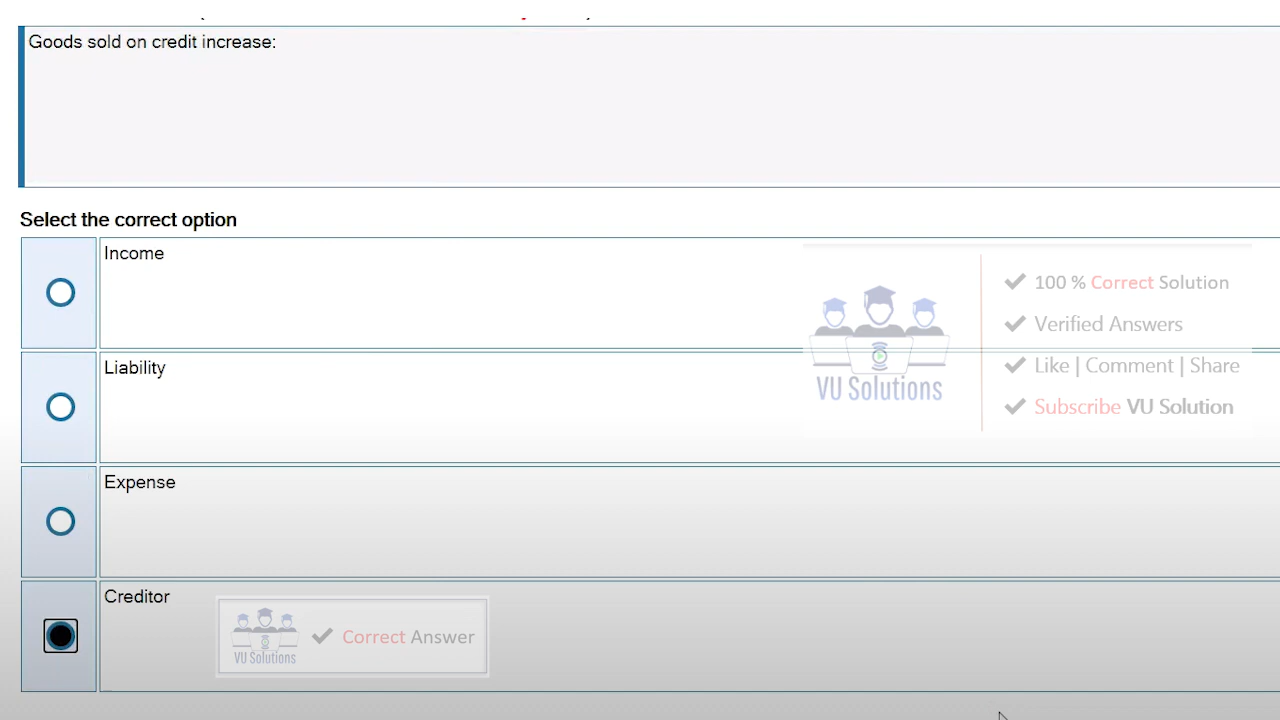 Goods sold on credit increase:
Select the correct option
Income
100 % Correct Solution
Verified Answers
Like | Comment | Share
Subscribe VU Solution
VU Solutions
Liability
Expense
Creditor
Correct Answer
VU Solutions